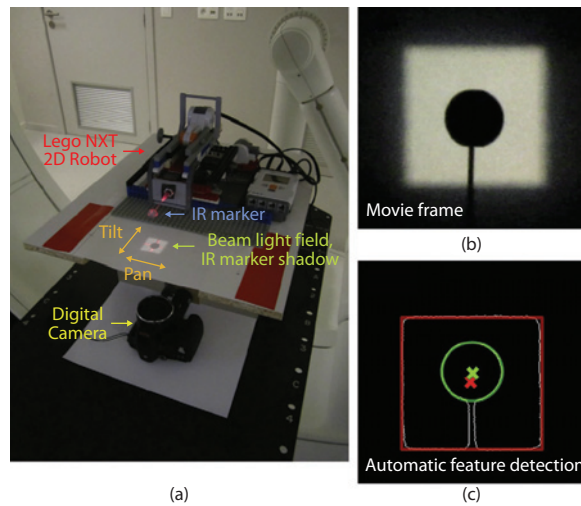 Lego NXT
2D Robot
IR marker
Tilt
Beam light field,
IR marker shadow
Pan
Digital
Camera
(a)
Movie frame
(b)
Automatic feature detection
(c)